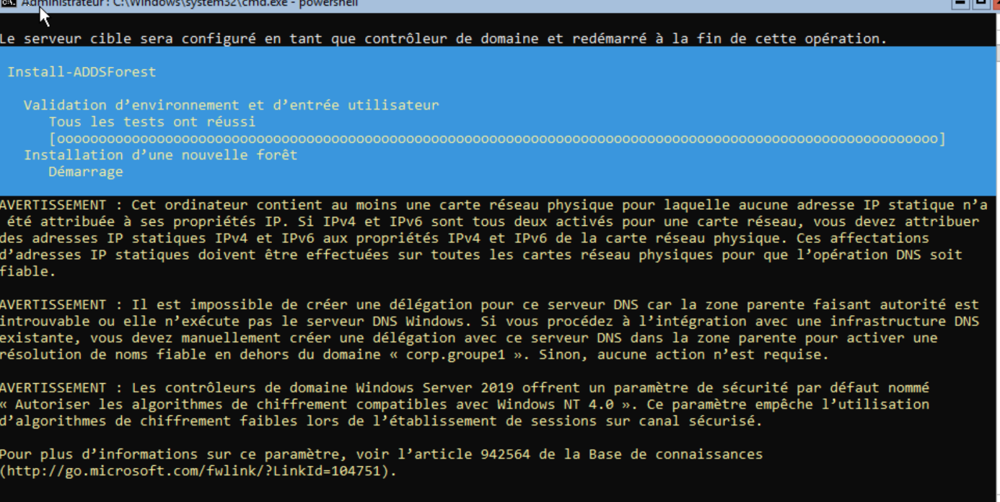 Administrateur : C:\Windows\system32\cmd.exe - powershell
Le serveur cible sera configuré en tant que contrôleur de domaine et redémarré à la fin de cette opération.
Install-ADDSForest
Validation d’environnement et d’entrée utilisateur
Tous les tests ont réussi
[oooooooooooooooooooooooooooooooooooooooooooooooooooooooooooooooooooooooooooooooooooooooooooooooooooooooooo]
Installation d’une nouvelle forêt
Démarrage
AVERTISSEMENT : Cet ordinateur contient au moins une carte réseau physique pour laquelle aucune adresse IP statique n’a
été attribuée à ses propriétés IP. Si IPv4 et IPv6 sont tous deux activés pour une carte réseau, vous devez attribuer
des adresses IP statiques IPv4 et IPv6 aux propriétés IPv4 et IPv6 de la carte réseau physique. Ces affectations
d’adresses IP statiques doivent être effectuées sur toutes les cartes réseau physiques pour que l’opération DNS soit
fiable.
AVERTISSEMENT : Il est impossible de créer une délégation pour ce serveur DNS car la zone parente faisant autorité est
introuvable ou elle n’exécute pas le serveur DNS Windows. Si vous procédez à l’intégration avec une infrastructure DNS
existante, vous devez manuellement créer une délégation avec ce serveur DNS dans la zone parente pour activer une
résolution de noms fiable en dehors du domaine « corp.groupe1 ». Sinon, aucune action n’est requise.
AVERTISSEMENT : Les contrôleurs de domaine Windows Server 2019 offrent un paramètre de sécurité par défaut nommé
« Autoriser les algorithmes de chiffrement compatibles avec Windows NT 4.0 ». Ce paramètre empêche l’utilisation
d’algorithmes de chiffrement faibles lors de l’établissement de sessions sur canal sécurisé.
Pour plus d’informations sur ce paramètre, voir l’article 942564 de la Base de connaissances
(http://go.microsoft.com/fwlink/?LinkId=104751).